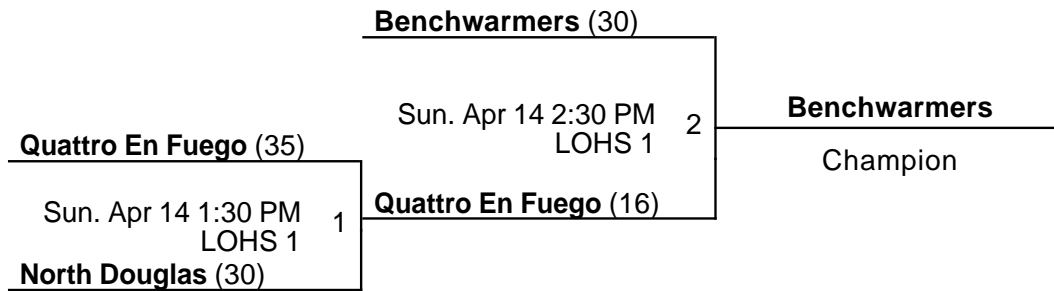 Benchwarmers (30)
Sun. Apr 14 2:30 PM
LOHS 1
2
Benchwarmers
Champion
Quattro En Fuego (35)
Sun. Apr 14 1:30 PM
LOHS 1
1
Quattro En Fuego (16)
North Douglas (30)